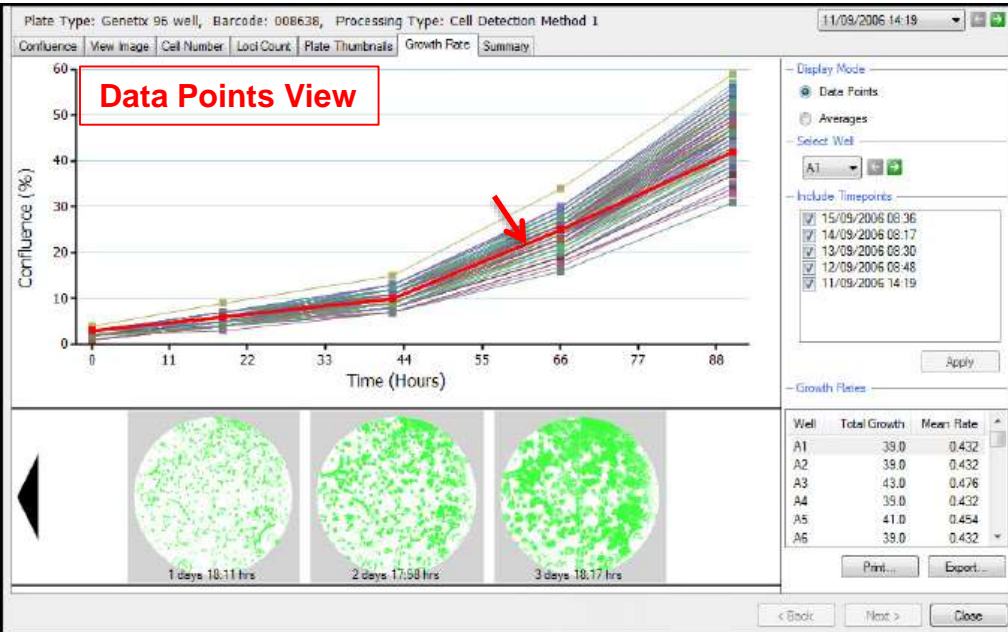 Plate Type: Genetix 96 well, Barcode: 008638, Processing Type: Cell Detection Method 1
11/09/2006 14:19
Confluence View Image Cell Number Loci Count Plate Thumbnails Growth Rate Summary
Data Points View
60
50
40
30
20
10
0
Confluence (%)
0 11 22 33 44 55 66 77 88
Time (Hours)
1 days 18.11 hrs
2 days 17.58 hrs
3 days 18.17 hrs
Display Mode
Data Points
Averages
Select Well
A1
Include Timepoints
15/09/2006 08:36
14/09/2006 08:17
13/09/2006 08:30
12/09/2006 08:48
11/09/2006 14:19
Apply
Growth Rates
Well Total Growth Mean Rate
A1 39.0 0.432
A2 39.0 0.432
A3 43.0 0.476
A4 39.0 0.432
A5 41.0 0.454
A6 39.0 0.432
Print... Export...
< Back Next > Close